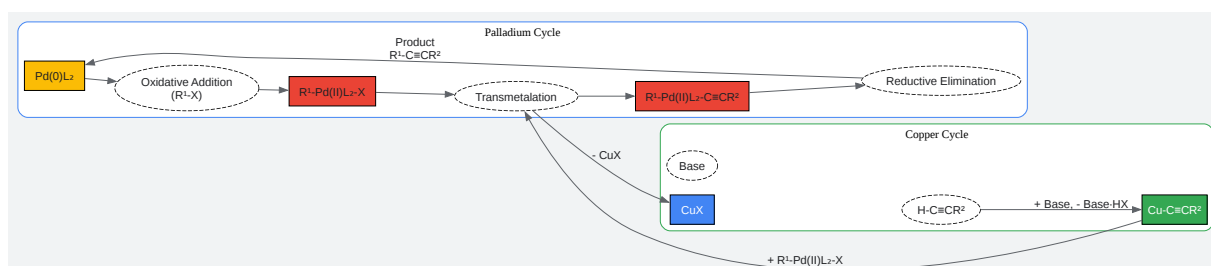 Palladium Cycle
Product
R¹-C≡CR²
Pd(0)L₂
Oxidative Addition
(R¹-X)
R¹-Pd(II)L₂-X
Transmetalation
R¹-Pd(II)L₂-C≡CR²
Reductive Elimination
Copper Cycle
- CuX
Base
CuX
H-C≡CR²
+ Base, - Base·HX
Cu-C≡CR²
+ R¹-Pd(II)L₂-X